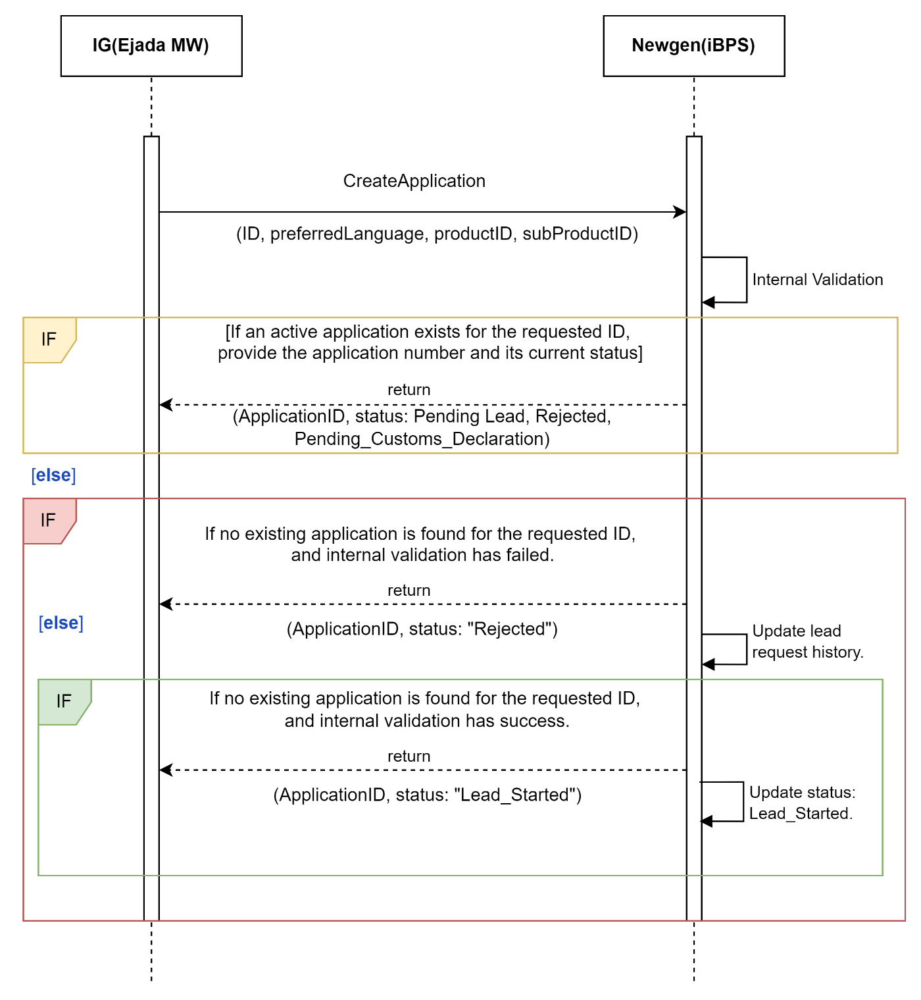 IG(Ejada MW)
Newgen(iBPS)
CreateApplication
(ID, preferredLanguage, productID, subProductID)
Internal Validation
IF
[If an active application exists for the requested ID,
provide the application number and its current status]
return
(ApplicationID, status: Pending Lead, Rejected,
Pending_Customs_Declaration)
[else]
IF
If no existing application is found for the requested ID,
and internal validation has failed.
return
[else]
(ApplicationID, status: "Rejected")
Update lead
request history.
IF
If no existing application is found for the requested ID,
and internal validation has success.
return
(ApplicationID, status: "Lead_Started")
Update status:
Lead_Started.